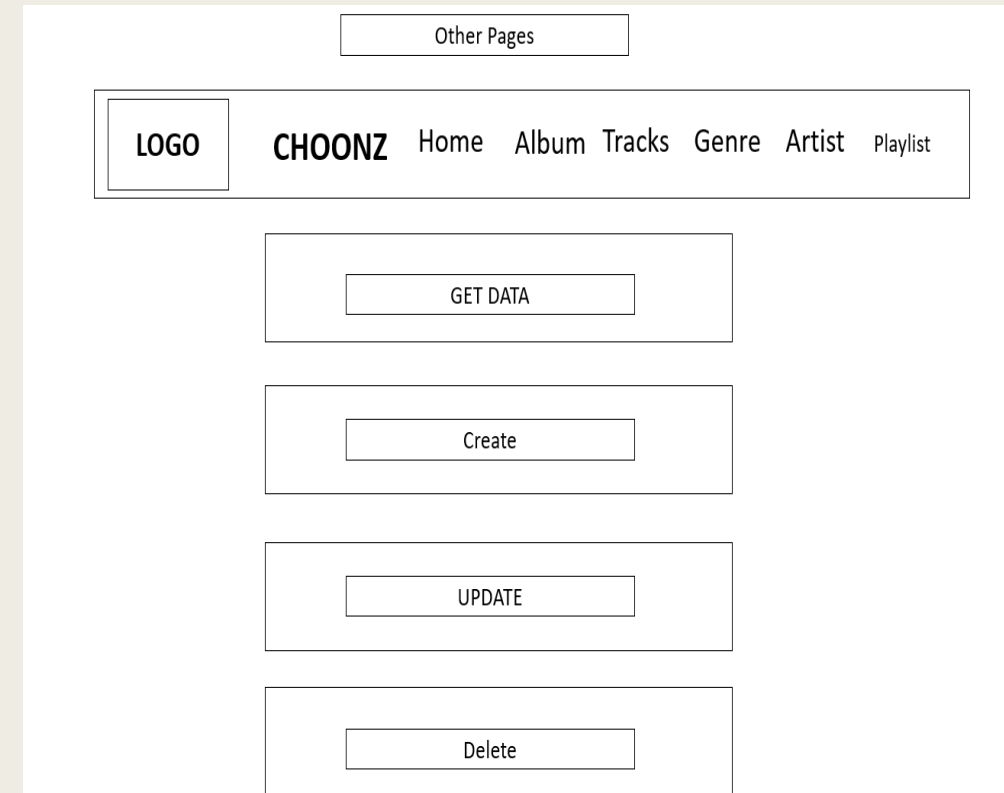 Other Pages
LOGO CHOONZ Home Album Tracks Genre Artist Playlist
GET DATA
Create
UPDATE
Delete